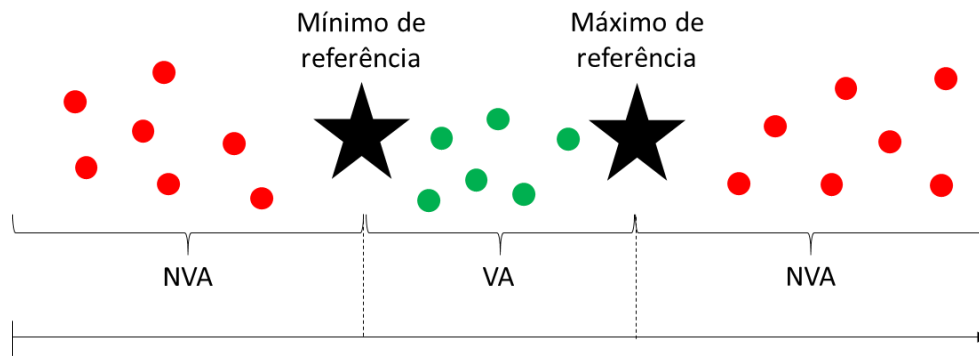 Mínimo de
referência
Máximo de
referência
NVA
VA
NVA